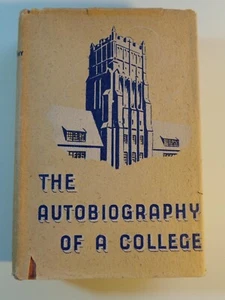 THE
AUTOBIOGRAPHY
OF A COLLEGE